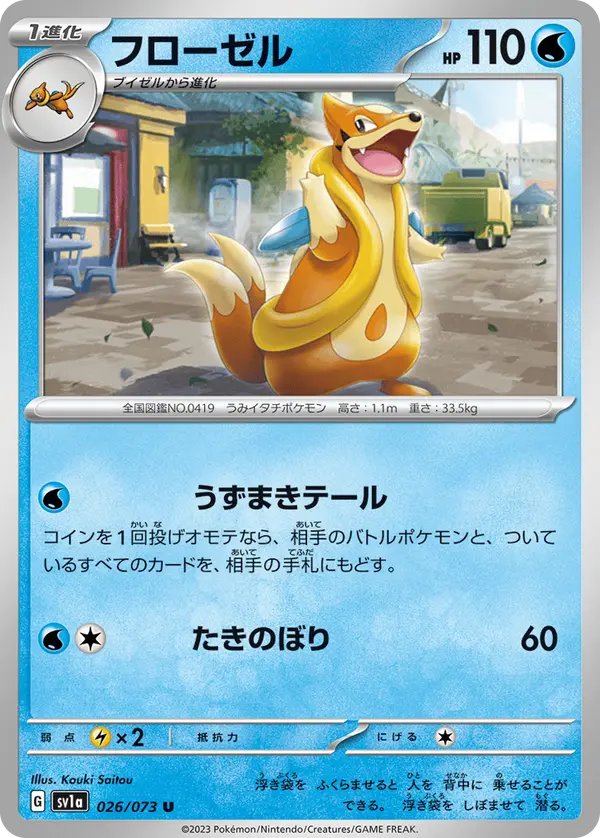 1進化
フローゼル
HP 110
ブイゼルから進化
全国図鑑NO.0419 うみイタチポケモン 高さ：1.1m 重さ：33.5kg
うずまきテール
コインを1回投げオモテなら、相手のバトルポケモンと、ついて
いるすべてのカードを、相手の手札にもどす。
たきのぼり 60
弱点 ×2 抵抗力 にげる
Illus. Kouki Saitou
浮き袋を ふくらませると 人を 背中に 乗せることが
できる。 浮き袋を しぼませて 潜る。
G sv1a 026/073 U
©2023 Pokémon/Nintendo/Creatures/GAME FREAK.